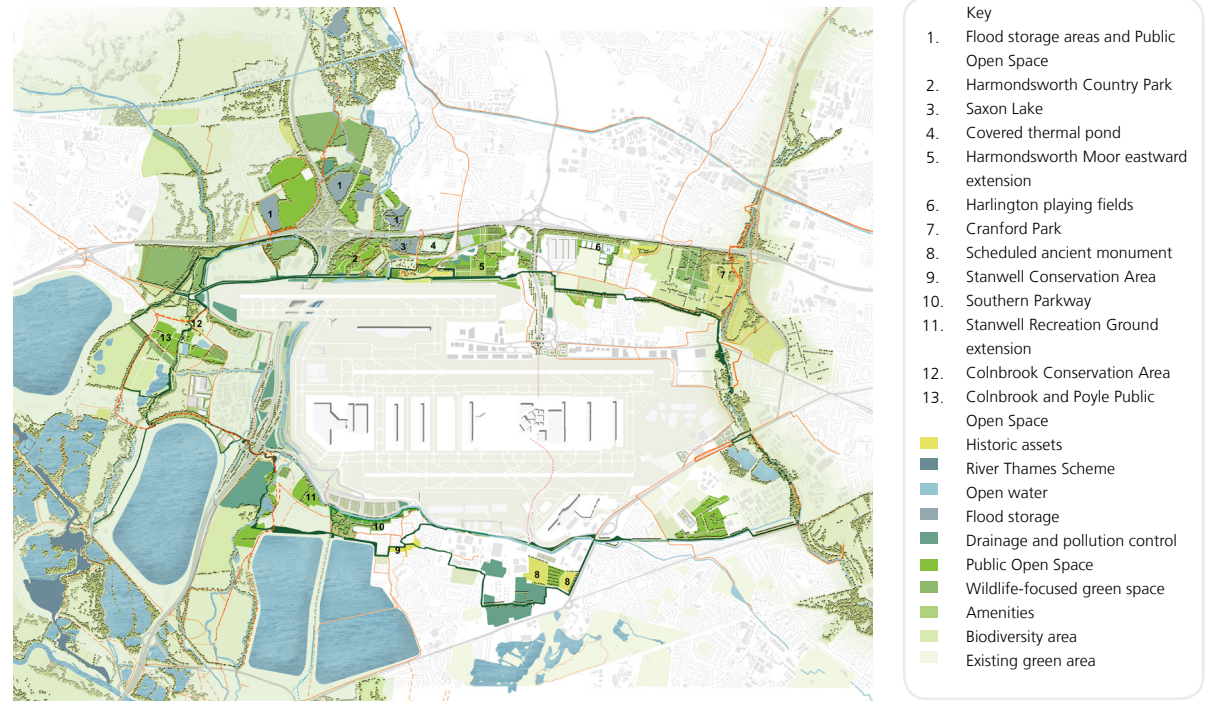 1
1
1
2
3
4
5
6
7
12
13
11
10
9
8
8
Key
1. Flood storage areas and Public
Open Space
2. Harmondsworth Country Park
3. Saxon Lake
4. Covered thermal pond
5. Harmondsworth Moor eastward
extension
6. Harlington playing fields
7. Cranford Park
8. Scheduled ancient monument
9. Stanwell Conservation Area
10. Southern Parkway
11. Stanwell Recreation Ground
extension
12. Colnbrook Conservation Area
13. Colnbrook and Poyle Public
Open Space
Historic assets
River Thames Scheme
Open water
Flood storage
Drainage and pollution control
Public Open Space
Wildlife-focused green space
Amenities
Biodiversity area
Existing green area